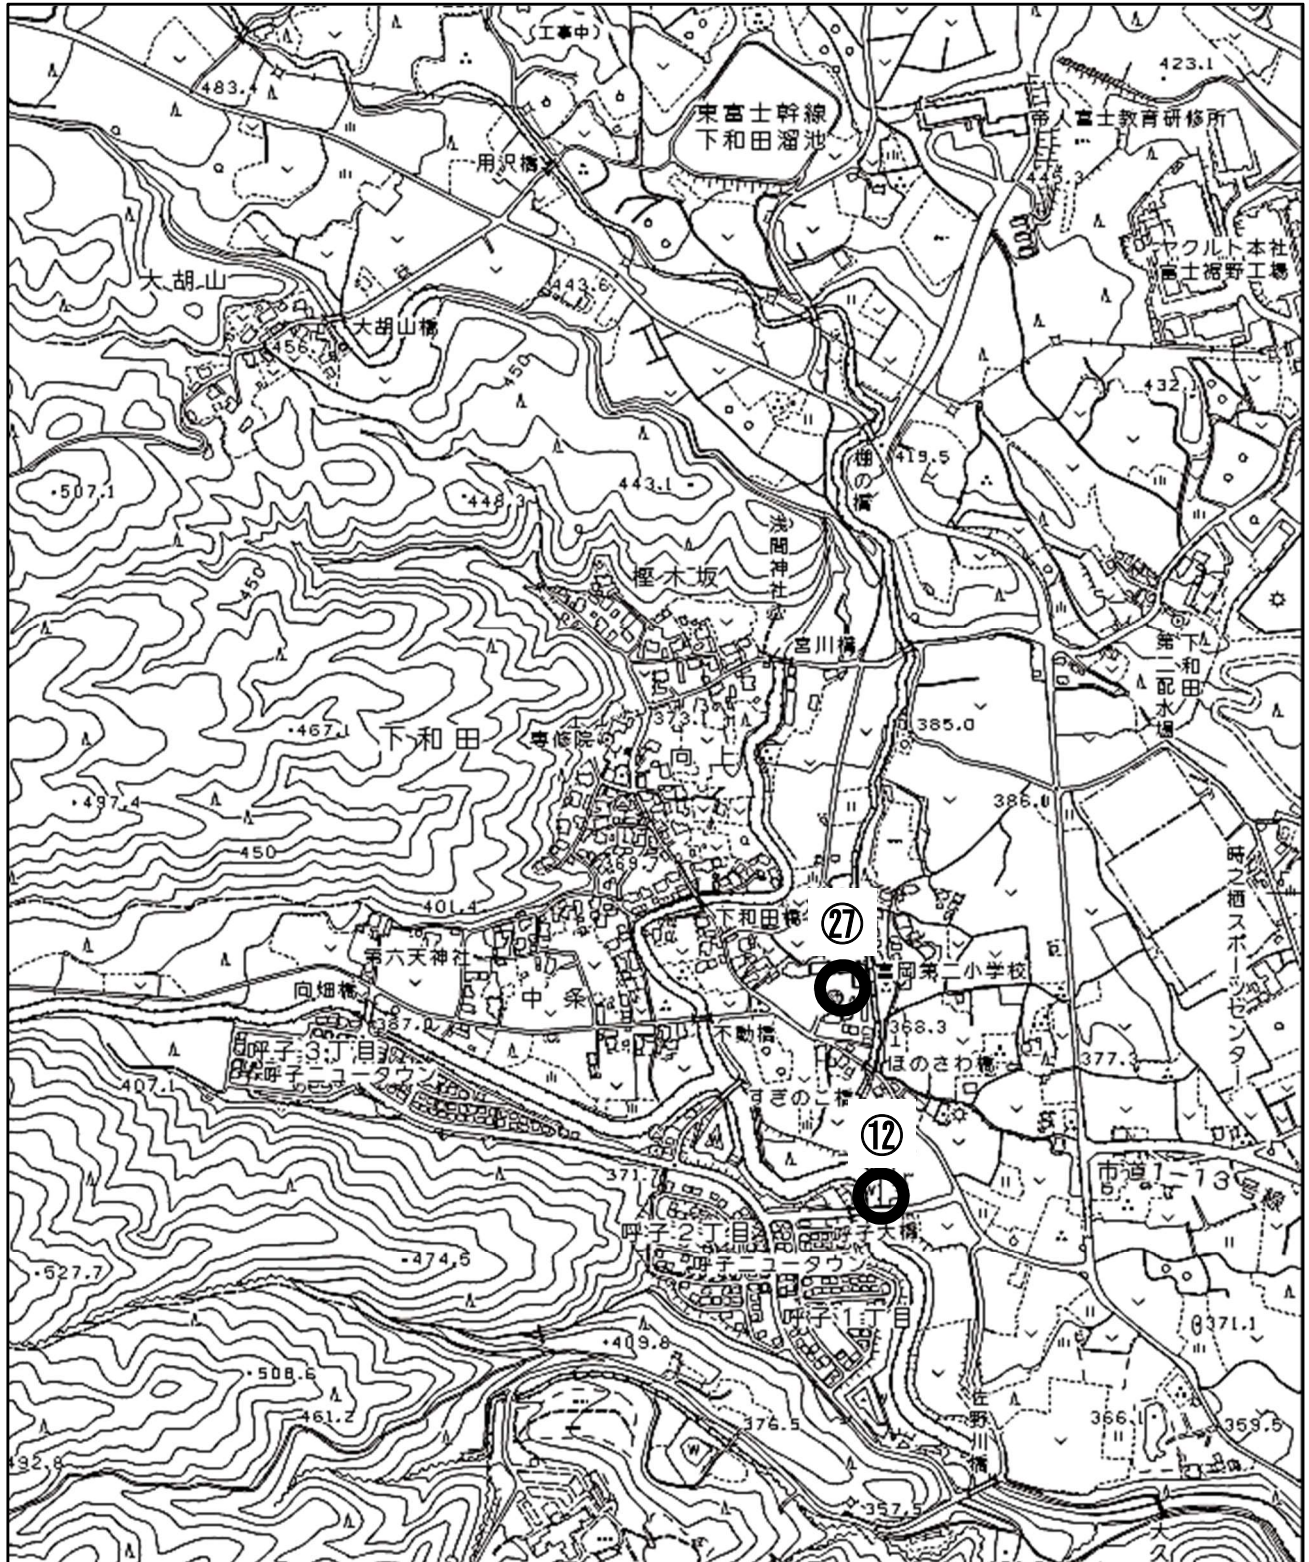 (工事中)
423.1
483.4
東富士幹線
下和田溜池
帝人富士教育研修所
用沢橋
ヤクルト本社
富士裾野工場
大胡山
443.6
大胡山橋
450
432.1
419.5
棚の橋
507.1
448.3
443.1
浅間神社
樫木坂
450
宮川橋
下和田
第二配水場
373.1
385.0
467.1
下和田
専修院
向上
497.4
386.0
450
369.7
時之栖スポーツセンター
401.4
下和田橋
㉗
第六天神社
富岡第二小学校
向畑橋
中条
387.0
不動橋
368.3
呼子3丁目
ほのさわ橋
377.3
呼子ニュータウン
407.1
すぎのこ橋
⑫
市道1-13号線
呼子2丁目
呼子大橋
474.5
呼子ニュータウン
527.7
呼子1丁目
371.1
409.8
508.6
佐野川橋
461.2
376.5
366.1
359.5
W
492.8
357.5